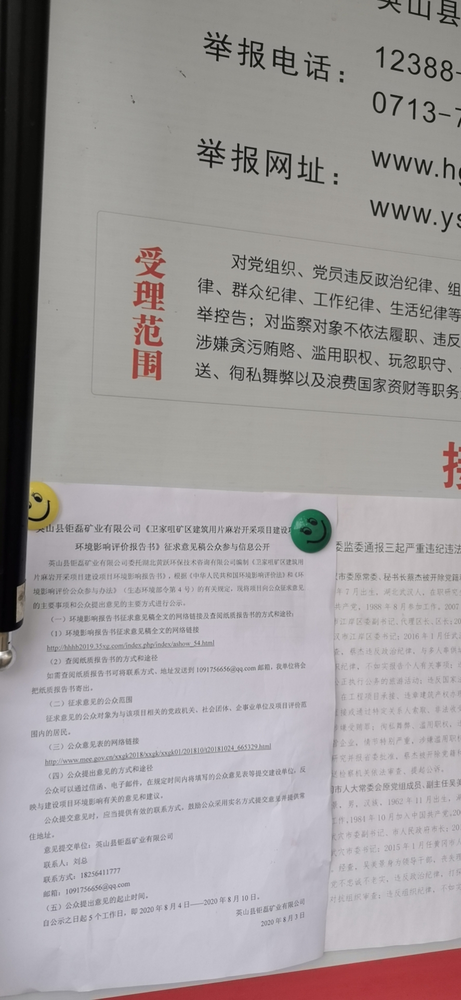 英山县
举报电话：
12388-
0713-7
举报网址：
www.hg
www.ys
受理范围
对党组织、党员违反政治纪律、组
律、群众纪律、工作纪律、生活纪律等
举控告；对监察对象不依法履职、违反
涉嫌贪污贿赂、滥用职权、玩忽职守、
送、徇私舞弊以及浪费国家资财等职务
英山县钜磊矿业有限公司《卫家咀矿区建筑用片麻岩开采项目建设
环境影响评价报告书》征求意见稿公众参与信息公开
英山县钜磊矿业有限公司委托湖北黄跃环保技术咨询有限公司编制《卫家咀矿区建筑用
片麻岩开采项目建设项目环境影响报告书》，根据《中华人民共和国环境影响评价法》和《环
境影响评价公众参与办法》（生态环境部令第 4 号）的有关规定，现将项目向公众征求意见
的主要事项和公众提出意见的主要方式进行公示。
（一）环境影响报告书征求意见稿全文的网络链接及查阅纸质报告书的方式和途径；
（1）环境影响报告书征求意见稿全文的网络链接
http://hhhb2019.35xg.com/index.php/index/ashow_54.html
（2）查阅纸质报告书的方式和途径
如需查阅纸质报告书可将联系方式、地址发送到 1091756656@qq.com 邮箱，我单位将会
把纸质报告书寄出。
（二）征求意见的公众范围
征求意见的公众对象为与该项目相关的党政机关、社会团体、企事业单位及项目评价范
围内的居民。
（三）公众意见表的网络链接
http://www.mee.gov.cn/xxgk2018/xxgk/xxgk01/201810/t20181024_665329.html
（四）公众提出意见的方式和途径
公众可以通过信函、电子邮件，在规定时间内将填写的公众意见表等提交建设单位，反
映与建设项目环境影响有关的意见和建议。
公众提交意见时，应当提供有效的联系方式。鼓励公众采用实名方式提交意见并提供常
住地址。
意见提交单位：英山县钜磊矿业有限公司
联系人：刘总
联系方式：18256411777
邮箱：1091756656@qq.com
（五）公众提出意见的起止时间。
自公示之日起 5 个工作日，即 2020 年 8 月 4 日——2020 年 8 月 10 日。
英山县钜磊矿业有限公司
2020 年 8 月 3 日
委监委通报三起严重违纪违法
汉市委原常委、秘书长蔡杰被开除党籍
年 7 月出生，湖北武汉人，在职研究
共产党，1988 年 8 月参加工作。2007
市江岸区委副书记、代理区长、区长；20
汉市江岸区委书记；2016 年 1 月任武
查，蔡杰违反政治纪律，与多人串供
织纪律，不如实报告个人有关事项；
公正执行公务的旅游活动；违反国家
在工程项目承接、违章建筑产权办理
直接或通过特定关系人索取、非法收
涉嫌受贿罪；徇私舞弊、滥用职权，
营企业，情节特别严重，涉嫌滥用职
研究并报省委批准，蔡杰被开除党籍
送检察机关依法审查、提起公诉。
冈市人大常委会原党组成员、副主任吴美
景，男，汉族，1962 年 11 月出生，湖
工作,1984 年 10 月加入中国共产党。200
武穴市委副书记、市人民政府市长；20
武穴市委书记；2015 年 1 月任黄冈市人
。经查，吴美景身为领导干部，丧失理
党不忠诚不老实，违反政治纪律，打探
对抗组织审查；违反组织纪律，不如实